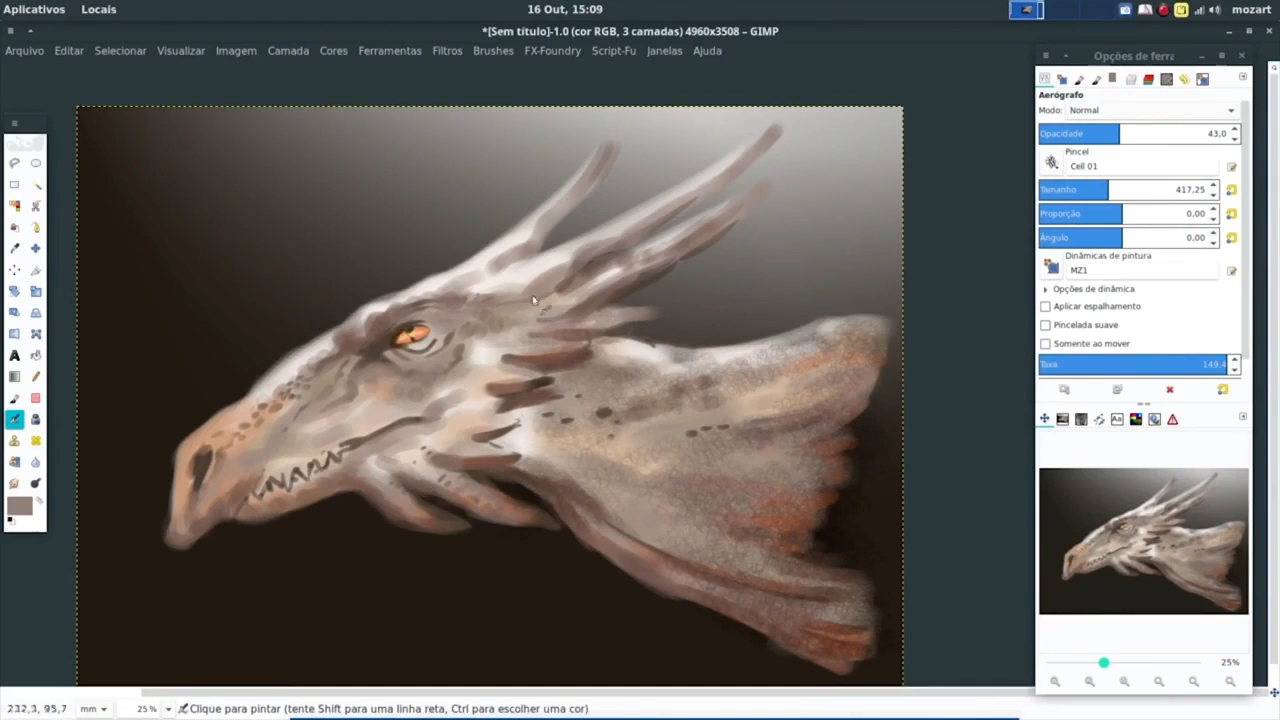 Aplicativos Locais 16 Out, 15:09 mozart
*[Sem título]-1.0 (cor RGB, 3 camadas) 4960x3508 – GIMP
Arquivo Editar Selecionar Visualizar Imagem Camada Cores Ferramentas Filtros Brushes FX-Foundry Script-Fu Janelas Ajuda
Opções de ferra
Aerógrafo
Modo: Normal
Opacidade 43,0
Pincel
Cell 01
Tamanho 417,25
Proporção 0,00
Ângulo 0,00
Dinâmicas de pintura
MZ1
Opções de dinâmica
Aplicar espalhamento
Pincelada suave
Somente ao mover
Taxa 149,4
25%
232,3, 95,7 mm 25 % Clique para pintar (tente Shift para uma linha reta, Ctrl para escolher uma cor)